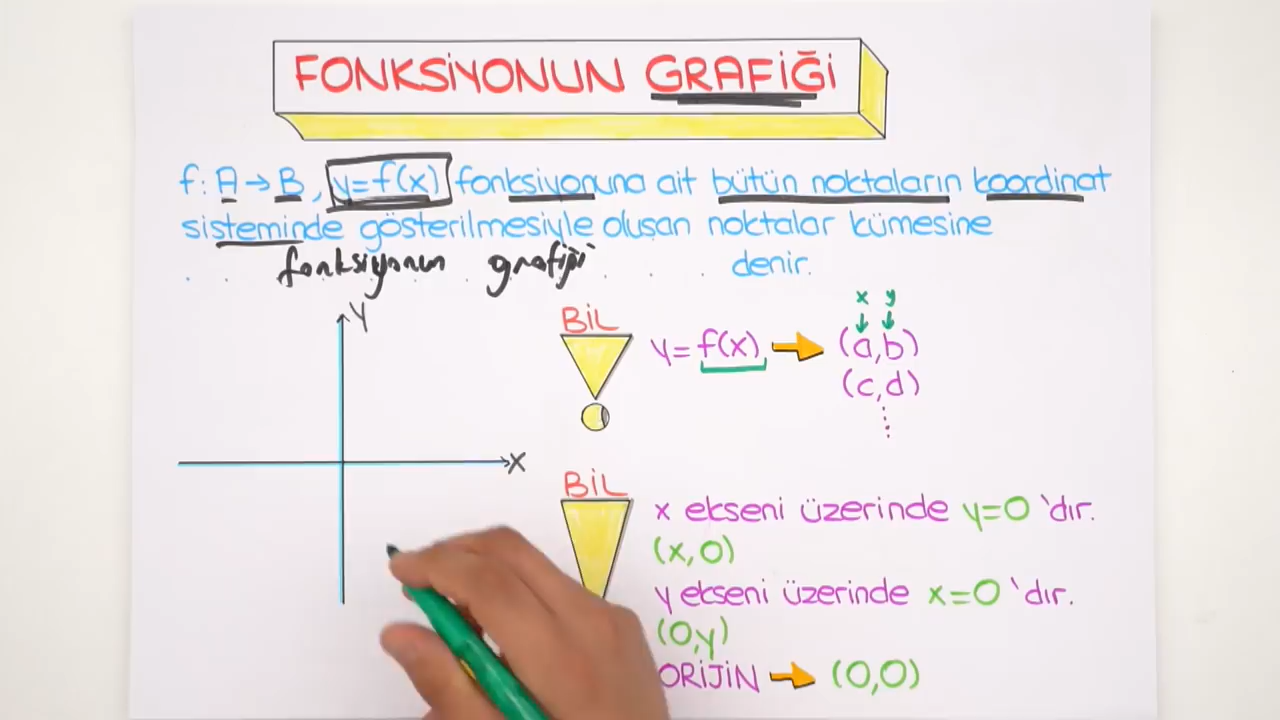 FONKSİYONUN GRAFİĞİ
f: A → B, y=f(x) fonksiyonuna ait bütün noktaların koordinat
sisteminde gösterilmesiyle oluşan noktalar kümesine
. . fonksiyonun grafiği . . . denir.
Y
X
BİL
x y
y= f(x) → (a,b)
(c,d)
BİL
x ekseni üzerinde y=0 'dır.
(x,0)
y ekseni üzerinde x=0 'dır.
(0,y)
ORİJİN → (0,0)